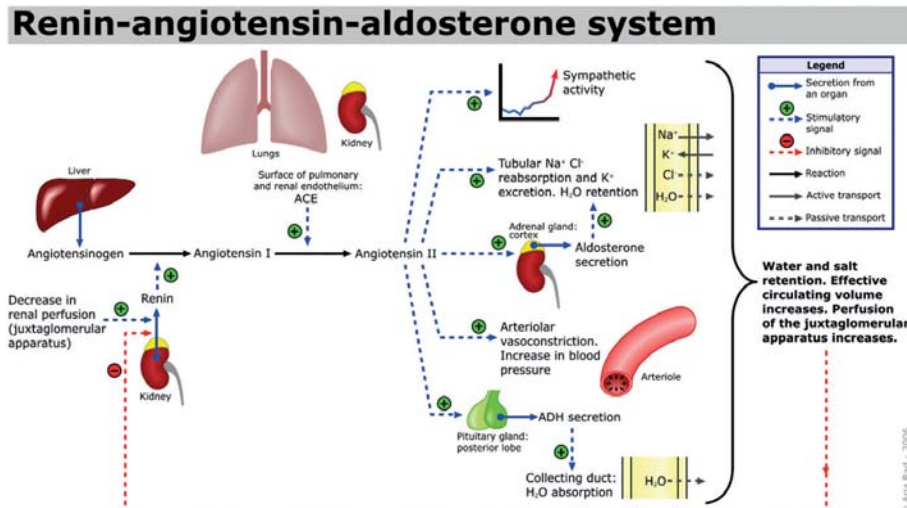 Renin-angiotensin-aldosterone system
Legend
Secretion from
an organ
Stimulatory
signal
Inhibitory signal
Reaction
Active transport
Passive transport
Lungs
Kidney
Surface of pulmonary
and renal endothelium:
ACE
Liver
Angiotensinogen
Angiotensin I
Angiotensin II
Decrease in
renal perfusion
(juxtaglomerular
apparatus)
Renin
Kidney
Sympathetic
activity
Tubular Na⁺ Cl⁻
reabsorption and K⁺
excretion. H₂O retention
Na⁺
K⁺
Cl⁻
H₂O
Adrenal gland:
cortex
Aldosterone
secretion
Arteriolar
vasoconstriction.
Increase in blood
pressure
Arteriole
Pituitary gland:
posterior lobe
ADH secretion
Collecting duct:
H₂O absorption
H₂O
Water and salt
retention. Effective
circulating volume
increases. Perfusion
of the juxtaglomerular
apparatus increases.